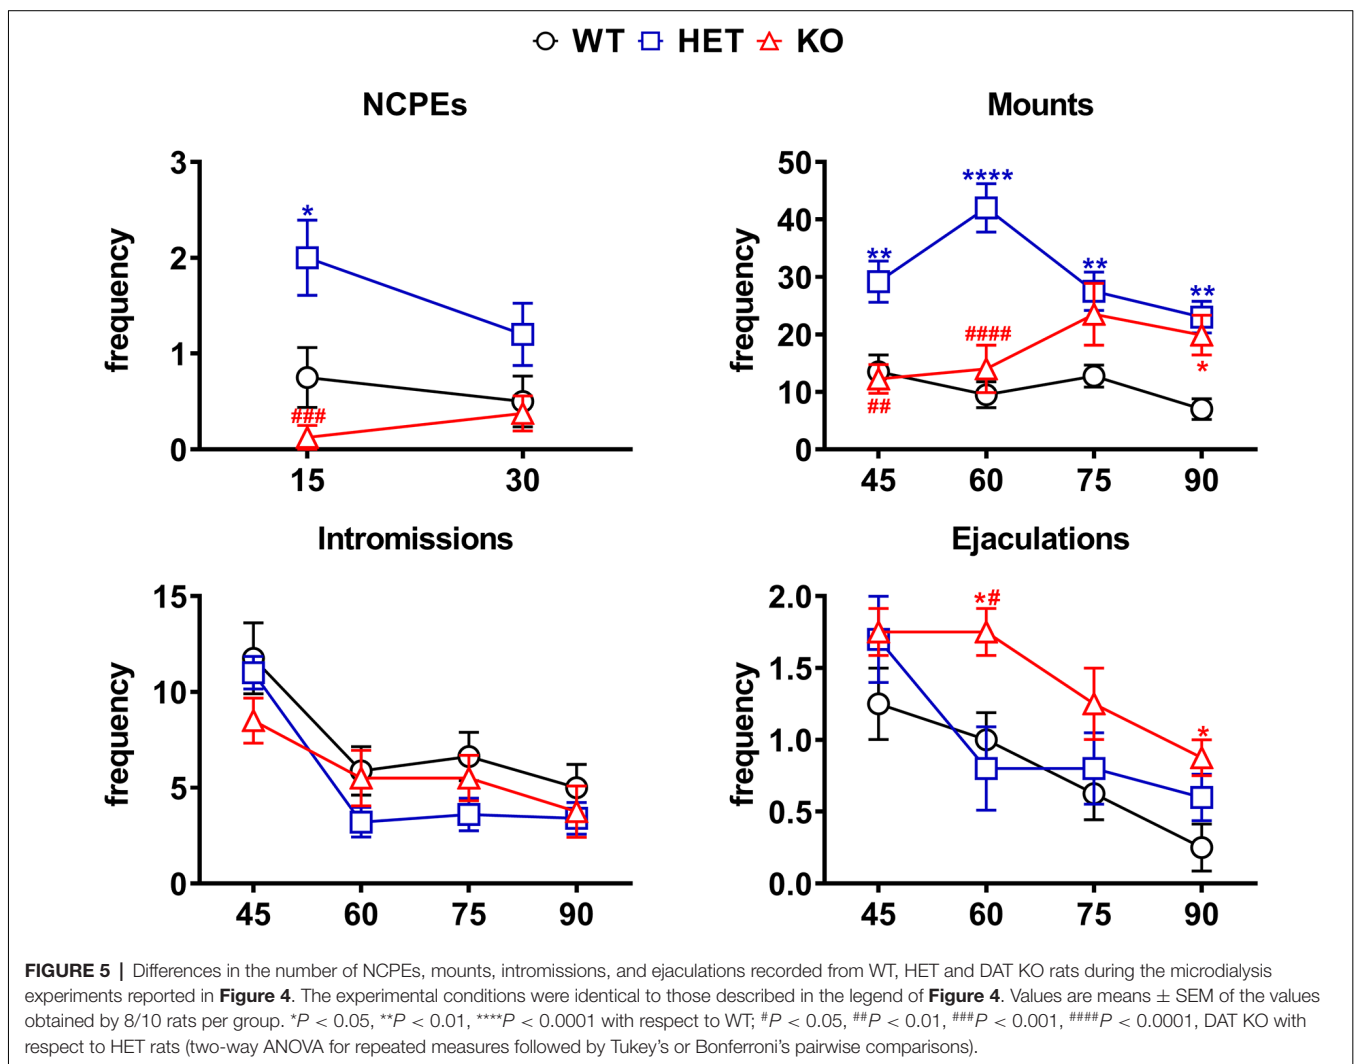 WT HET KO
NCPEs
3
2
1
0
frequency
*
###
15 30
Mounts
50
40
30
20
10
0
frequency
**
****
**
**
##
####
*
45 60 75 90
Intromissions
15
10
5
0
frequency
45 60 75 90
Ejaculations
2.0
1.5
1.0
0.5
0.0
frequency
*#
*
45 60 75 90
FIGURE 5 | Differences in the number of NCPEs, mounts, intromissions, and ejaculations recorded from WT, HET and DAT KO rats during the microdialysis
experiments reported in Figure 4. The experimental conditions were identical to those described in the legend of Figure 4. Values are means ± SEM of the values
obtained by 8/10 rats per group. *P < 0.05, **P < 0.01, ****P < 0.0001 with respect to WT; #P < 0.05, ##P < 0.01, ###P < 0.001, ####P < 0.0001, DAT KO with
respect to HET rats (two-way ANOVA for repeated measures followed by Tukey's or Bonferroni's pairwise comparisons).